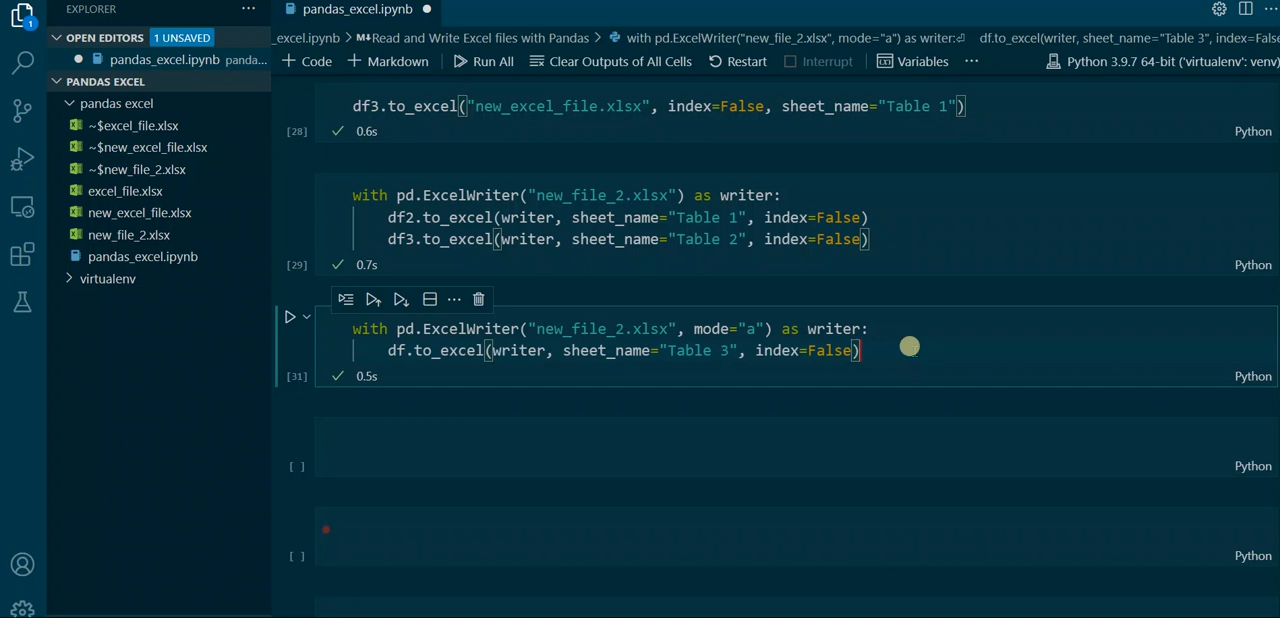 EXPLORER
···
pandas_excel.ipynb
OPEN EDITORS 1 UNSAVED
pandas_excel.ipynb panda...
PANDAS EXCEL
pandas excel
~$excel_file.xlsx
~$new_excel_file.xlsx
~$new_file_2.xlsx
excel_file.xlsx
new_excel_file.xlsx
new_file_2.xlsx
pandas_excel.ipynb
virtualenv
1
_excel.ipynb > M↓Read and Write Excel files with Pandas > with pd.ExcelWriter("new_file_2.xlsx", mode="a") as writer:⏎ df.to_excel(writer, sheet_name="Table 3", index=False
+ Code + Markdown Run All Clear Outputs of All Cells Restart Interrupt Variables ··· Python 3.9.7 64-bit ('virtualenv': venv)
df3.to_excel("new_excel_file.xlsx", index=False, sheet_name="Table 1")
[28] ✓ 0.6s Python
with pd.ExcelWriter("new_file_2.xlsx") as writer:
df2.to_excel(writer, sheet_name="Table 1", index=False)
df3.to_excel(writer, sheet_name="Table 2", index=False)
[29] ✓ 0.7s Python
with pd.ExcelWriter("new_file_2.xlsx", mode="a") as writer:
df.to_excel(writer, sheet_name="Table 3", index=False)
[31] ✓ 0.5s Python
[ ] Python
[ ] Python